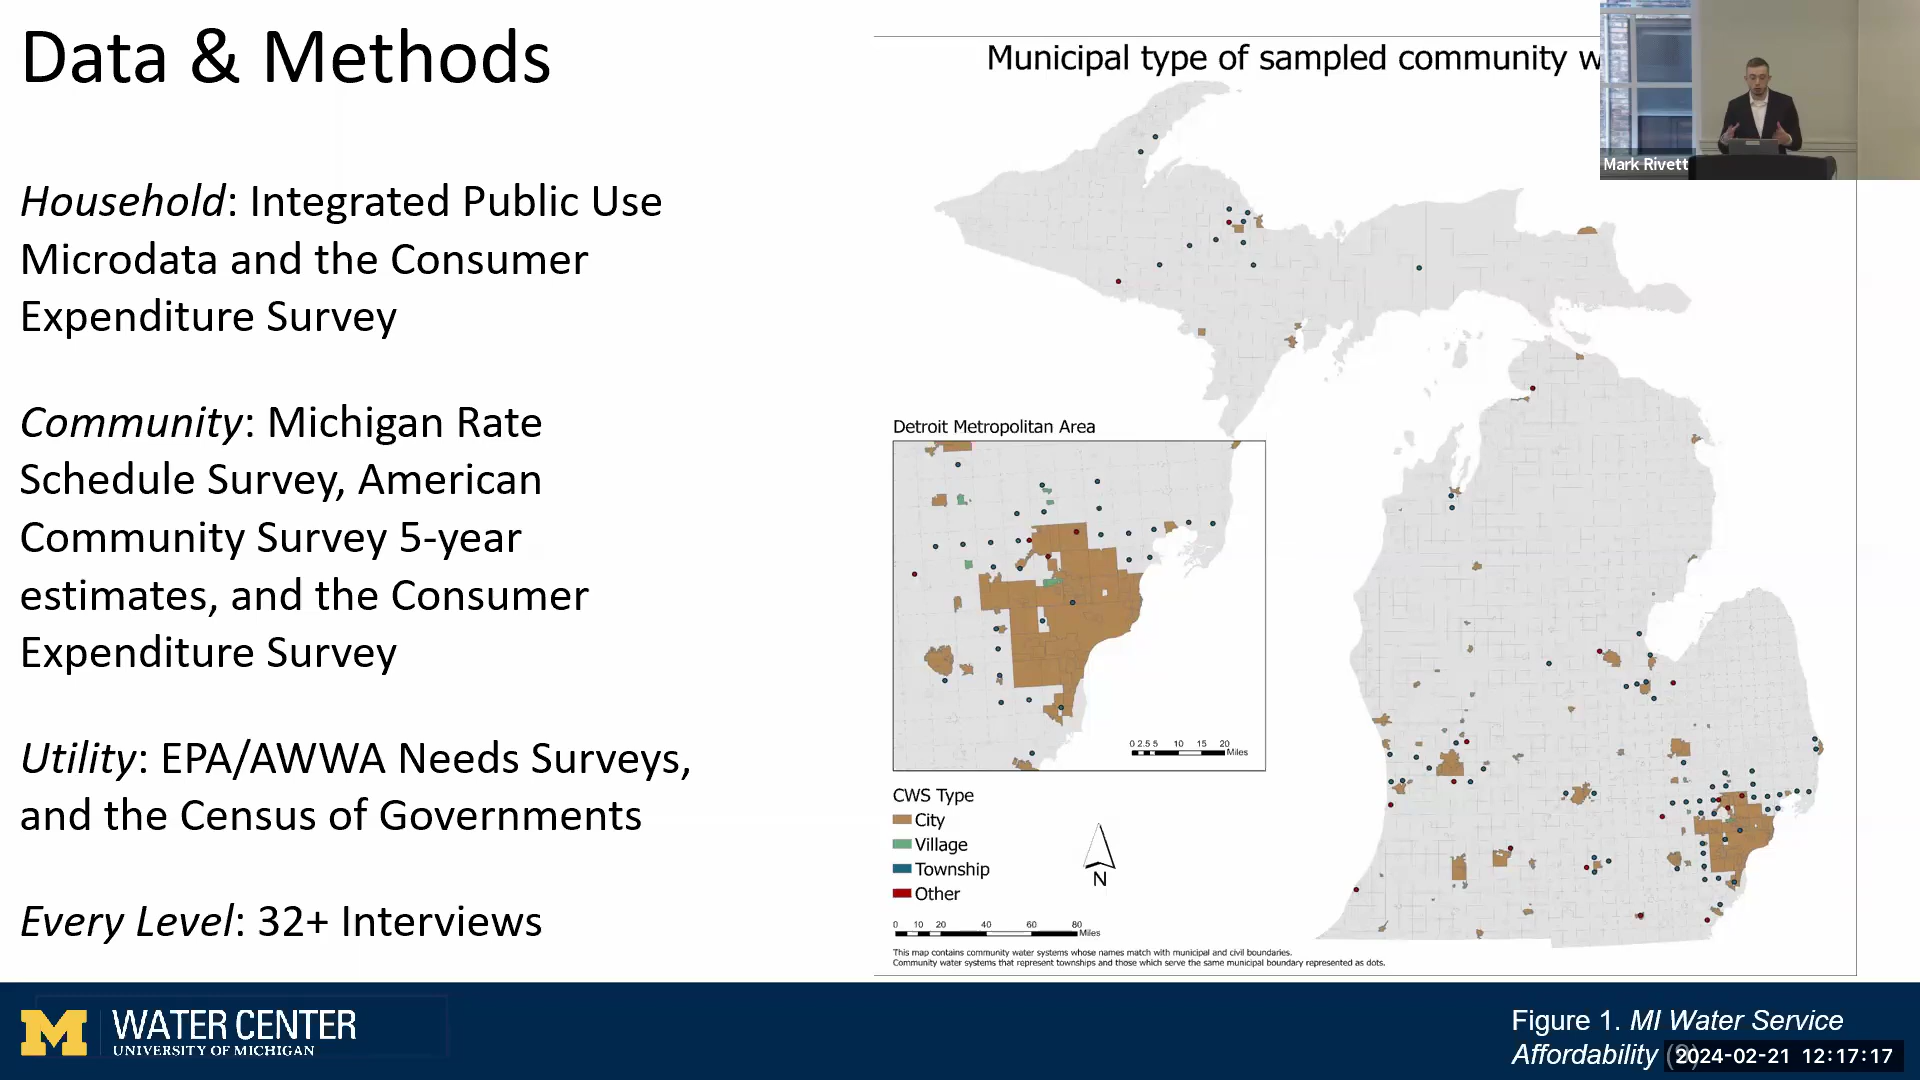 Data & Methods
Household: Integrated Public Use
Microdata and the Consumer
Expenditure Survey
Community: Michigan Rate
Schedule Survey, American
Community Survey 5-year
estimates, and the Consumer
Expenditure Survey
Utility: EPA/AWWA Needs Surveys,
and the Census of Governments
Every Level: 32+ Interviews
Municipal type of sampled community w
Mark Rivett
Detroit Metropolitan Area
0 2.5 5 10 15 20
Miles
CWS Type
City
Village
Township
Other
N
0 10 20 40 60 80
Miles
This map contains community water systems whose names match with municipal and civil boundaries.
Community water systems that represent townships and those which serve the same municipal boundary represented as dots.
M WATER CENTER
UNIVERSITY OF MICHIGAN
Figure 1. MI Water Service
Affordability
2024-02-21 12:17:17